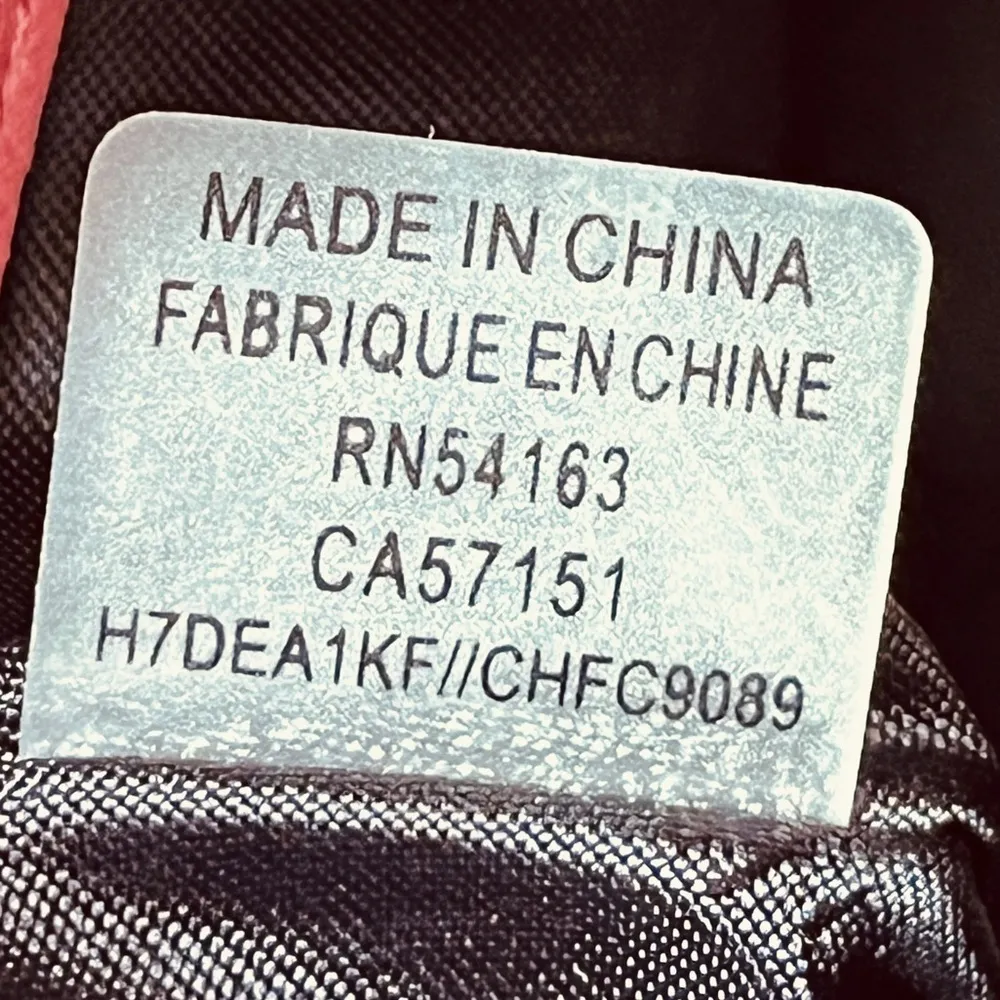 MADE IN CHINA
FABRIQUE EN CHINE
RN54163
CA57151
H7DEA1KF//CHFC9089